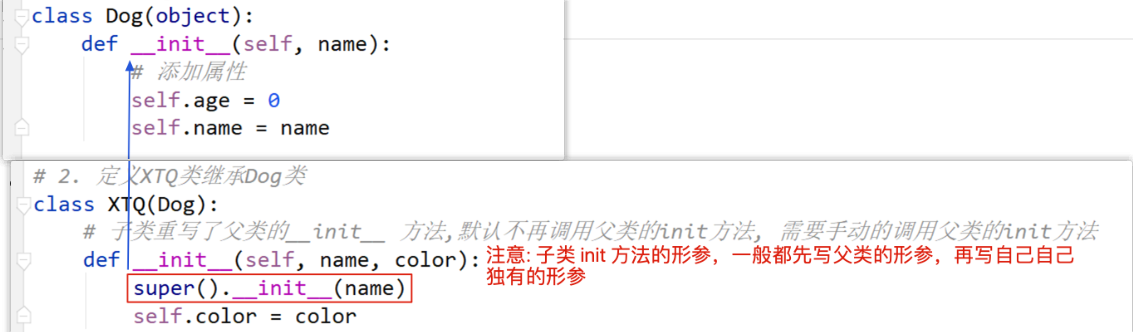 class Dog(object):
def __init__(self, name):
# 添加属性
self.age = 0
self.name = name
# 2. 定义XTQ类继承Dog类
class XTQ(Dog):
# 子类重写了父类的__init__ 方法,默认不再调用父类的init方法, 需要手动的调用父类的init方法
def __init__(self, name, color):
注意: 子类 init 方法的形参，一般都先写父类的形参，再写自己自己
独有的形参
super().__init__(name)
self.color = color